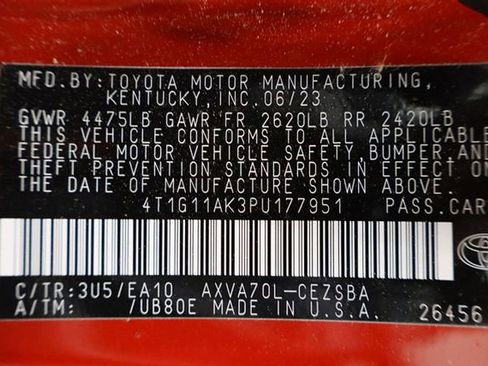 MFD.BY:TOYOTA MOTOR MANUFACTURING,
KENTUCKY,INC.06/23
GVWR 4475LB GAWR FR 2620LB RR 2420LB
THIS VEHICLE CONFORMS TO ALL APPLICABLE
FEDERAL MOTOR VEHICLE SAFETY,BUMPER,AND
THEFT PREVENTION STANDARDS IN EFFECT O
THE DATE OF MANUFACTURE SHOWN ABOVE.
4T1G11AK3PU177951 PASS.CAR
C/TR:3U5/EA10 AXVA70L-CEZSBA
A/TM: /UB80E MADE IN U.S.A. 26456